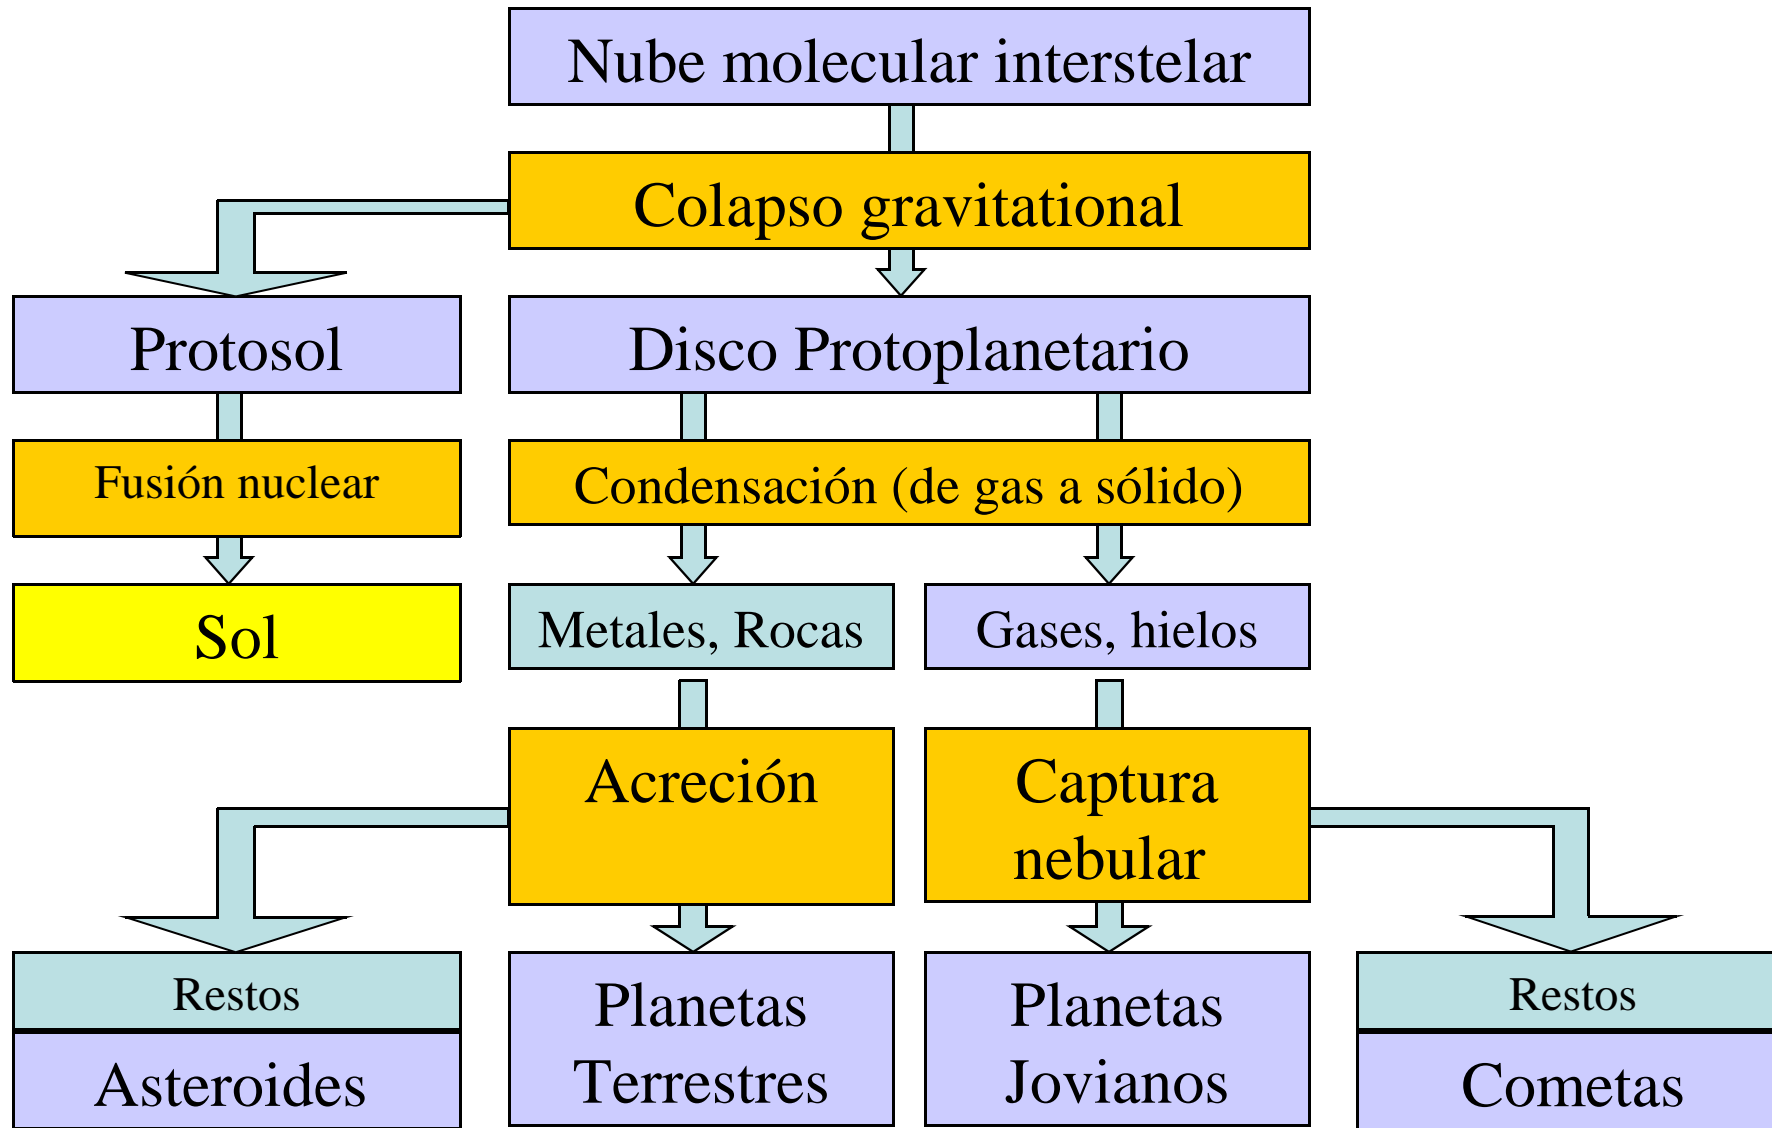 Nube molecular interstelar
Colapso gravitational
Protosol
Disco Protoplanetario
Fusión nuclear
Condensación (de gas a sólido)
Sol
Metales, Rocas
Gases, hielos
Acreción
Captura
nebular
Restos
Asteroides
Planetas
Terrestres
Planetas
Jovianos
Restos
Cometas